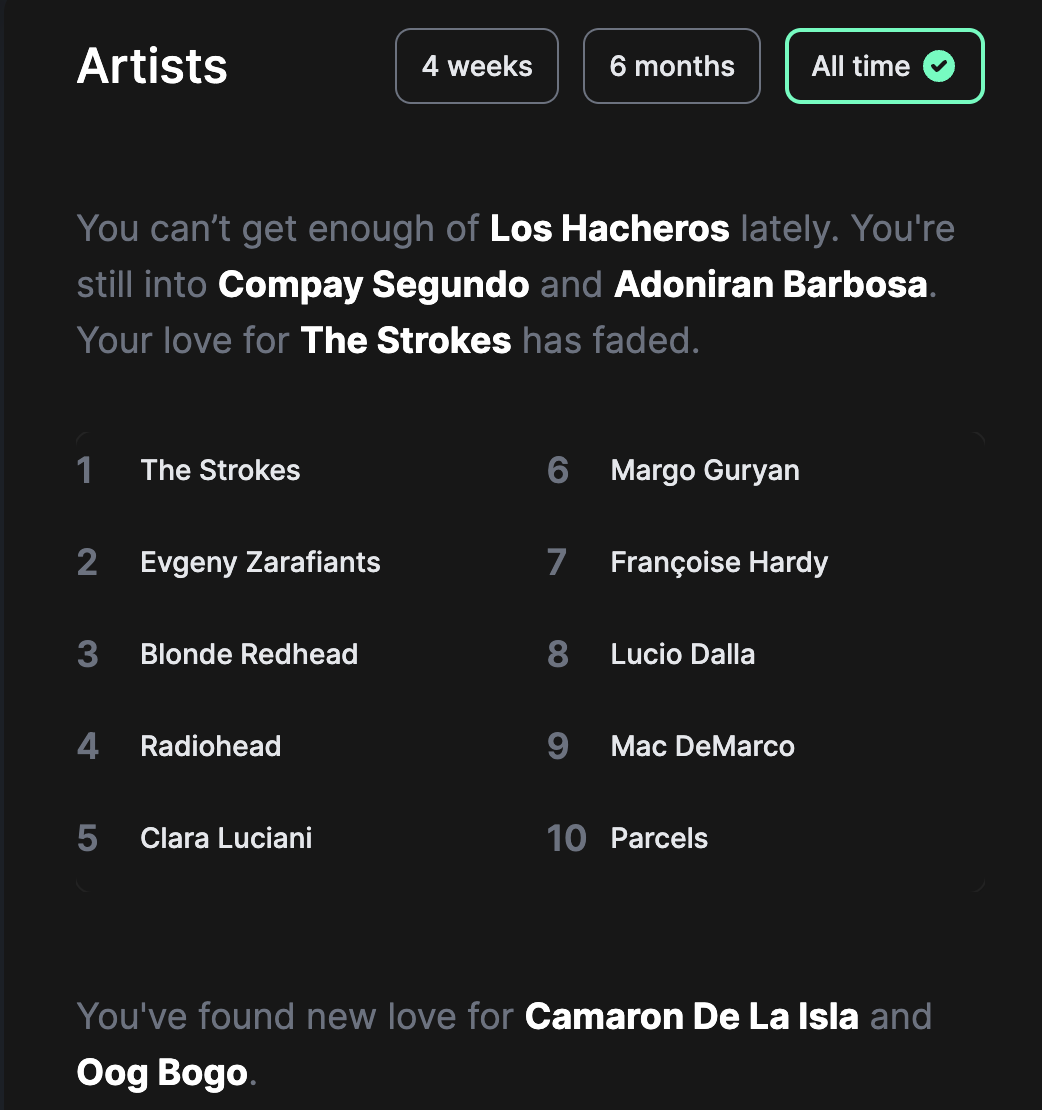 Artists
4 weeks
6 months
All time
You can’t get enough of Los Hacheros lately. You're
still into Compay Segundo and Adoniran Barbosa.
Your love for The Strokes has faded.
1 The Strokes
2 Evgeny Zarafiants
3 Blonde Redhead
4 Radiohead
5 Clara Luciani
6 Margo Guryan
7 Françoise Hardy
8 Lucio Dalla
9 Mac DeMarco
10 Parcels
You've found new love for Camaron De La Isla and
Oog Bogo.